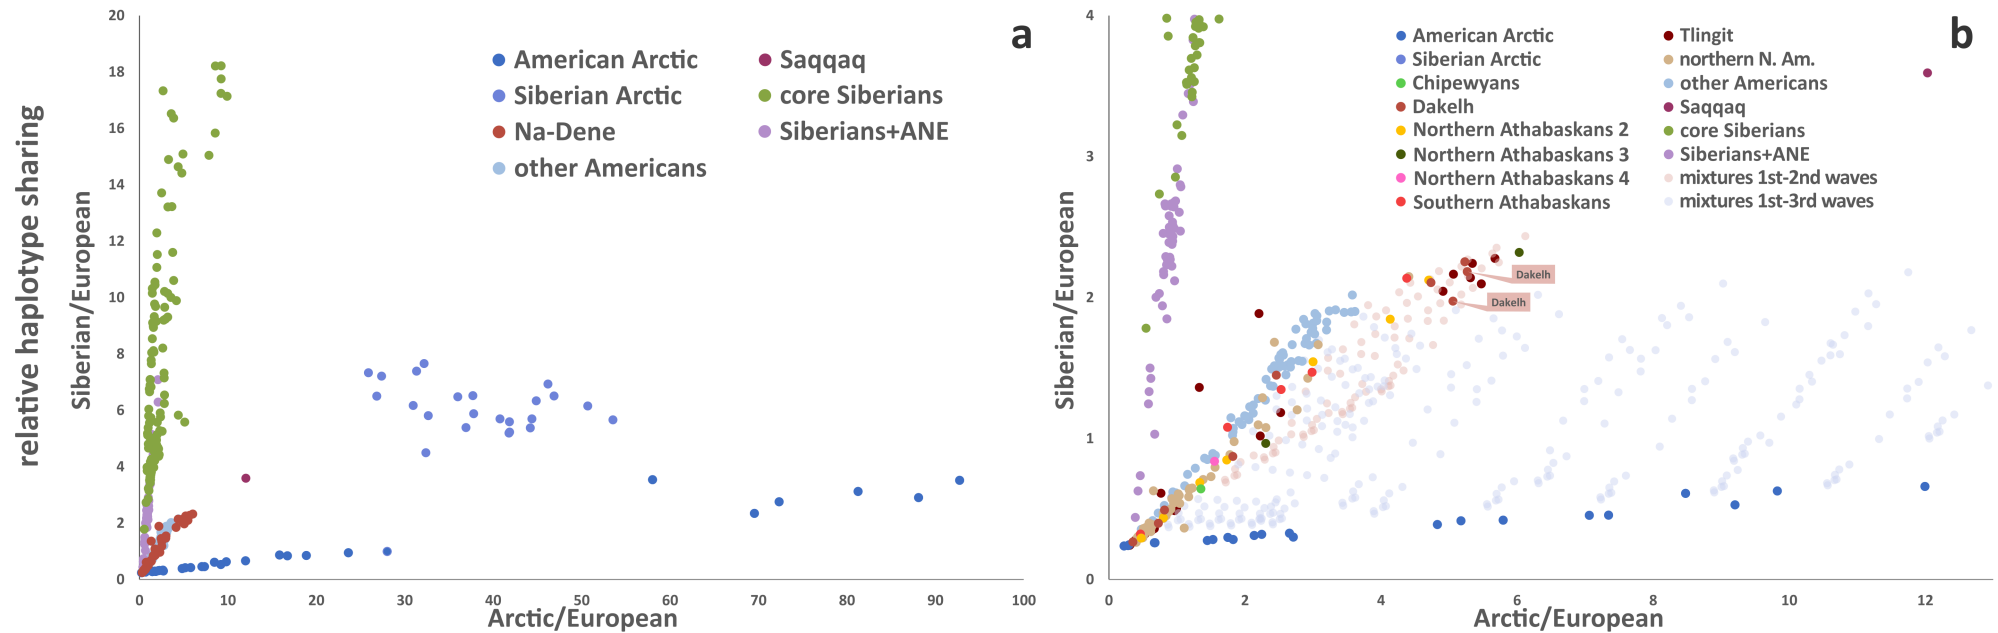 a
relative haplotype sharing
Siberian/European
20
18
16
14
12
10
8
6
4
2
0
American Arctic
Siberian Arctic
Na-Dene
other Americans
Saqqaq
core Siberians
Siberians+ANE
0 10 20 30 40 50 60 70 80 90 100
Arctic/European
b
Siberian/European
4
3
2
1
0
American Arctic
Siberian Arctic
Chipewyans
Dakelh
Northern Athabaskans 2
Northern Athabaskans 3
Northern Athabaskans 4
Southern Athabaskans
Tlingit
northern N. Am.
other Americans
Saqqaq
core Siberians
Siberians+ANE
mixtures 1st-2nd waves
mixtures 1st-3rd waves
Dakelh
Dakelh
0 2 4 6 8 10 12
Arctic/European